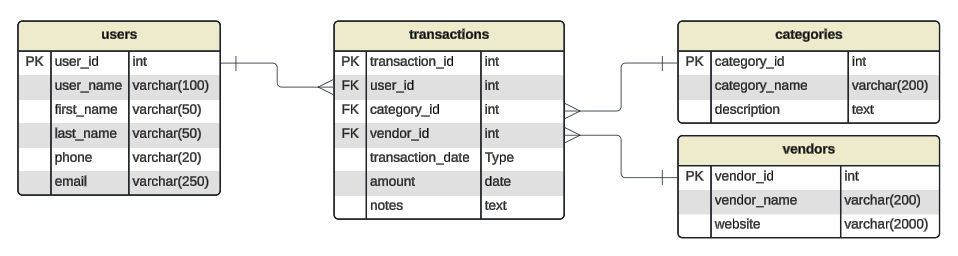 users
PK user_id int
user_name varchar(100)
first_name varchar(50)
last_name varchar(50)
phone varchar(20)
email varchar(250)
transactions
PK transaction_id int
FK user_id int
FK category_id int
FK vendor_id int
transaction_date Type
amount date
notes text
categories
PK category_id int
category_name varchar(200)
description text
vendors
PK vendor_id int
vendor_name varchar(200)
website varchar(2000)